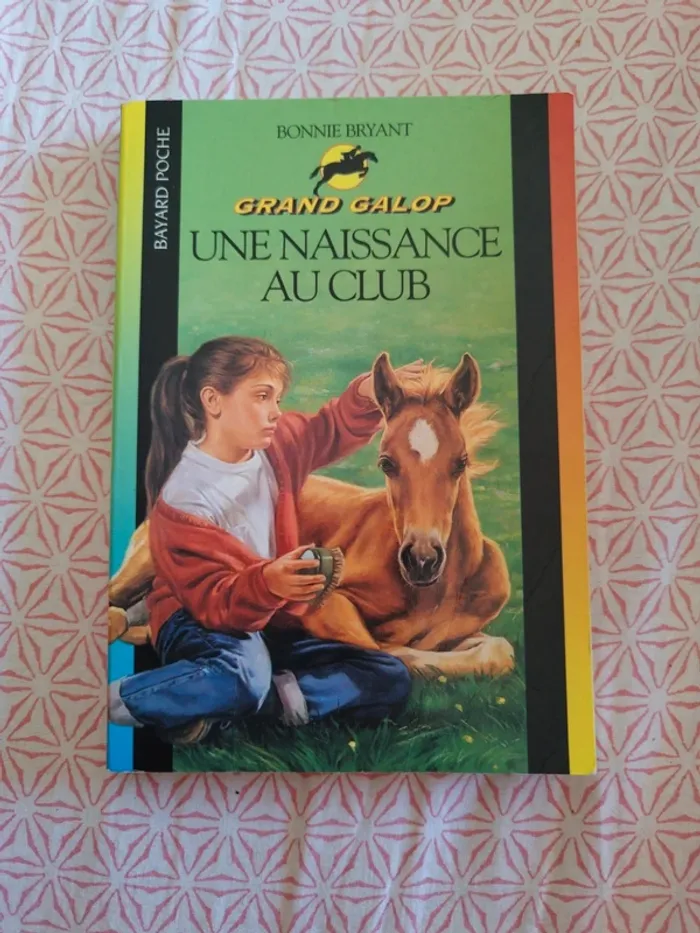 BAYARD POCHE
BONNIE BRYANT
GRAND GALOP
UNE NAISSANCE
AU CLUB